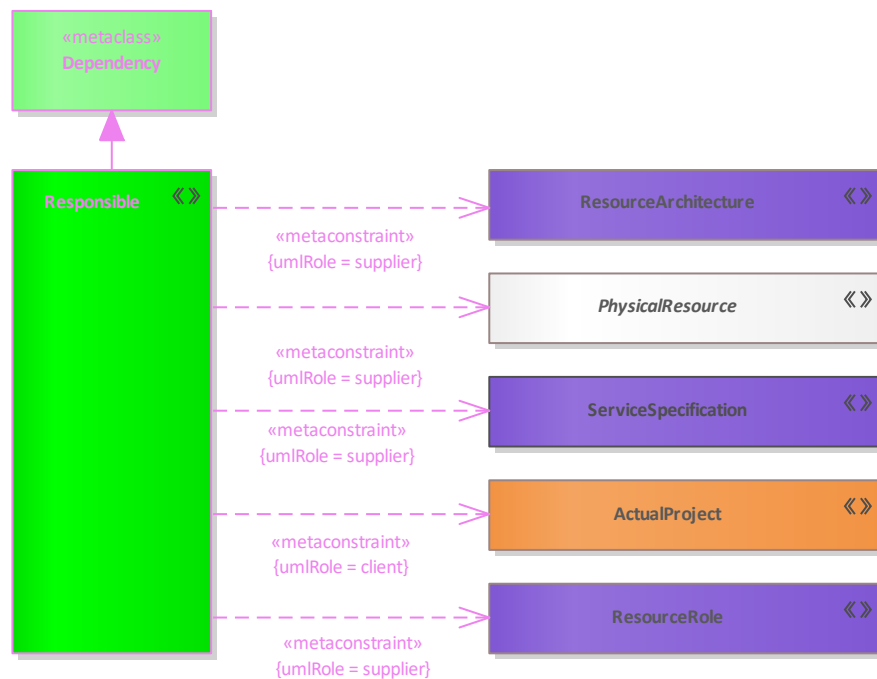 «metaclass»
Dependency
Responsible
ResourceArchitecture
«metaconstraint»
{umlRole = supplier}
PhysicalResource
«metaconstraint»
{umlRole = supplier}
ServiceSpecification
«metaconstraint»
{umlRole = supplier}
ActualProject
«metaconstraint»
{umlRole = client}
ResourceRole
«metaconstraint»
{umlRole = supplier}